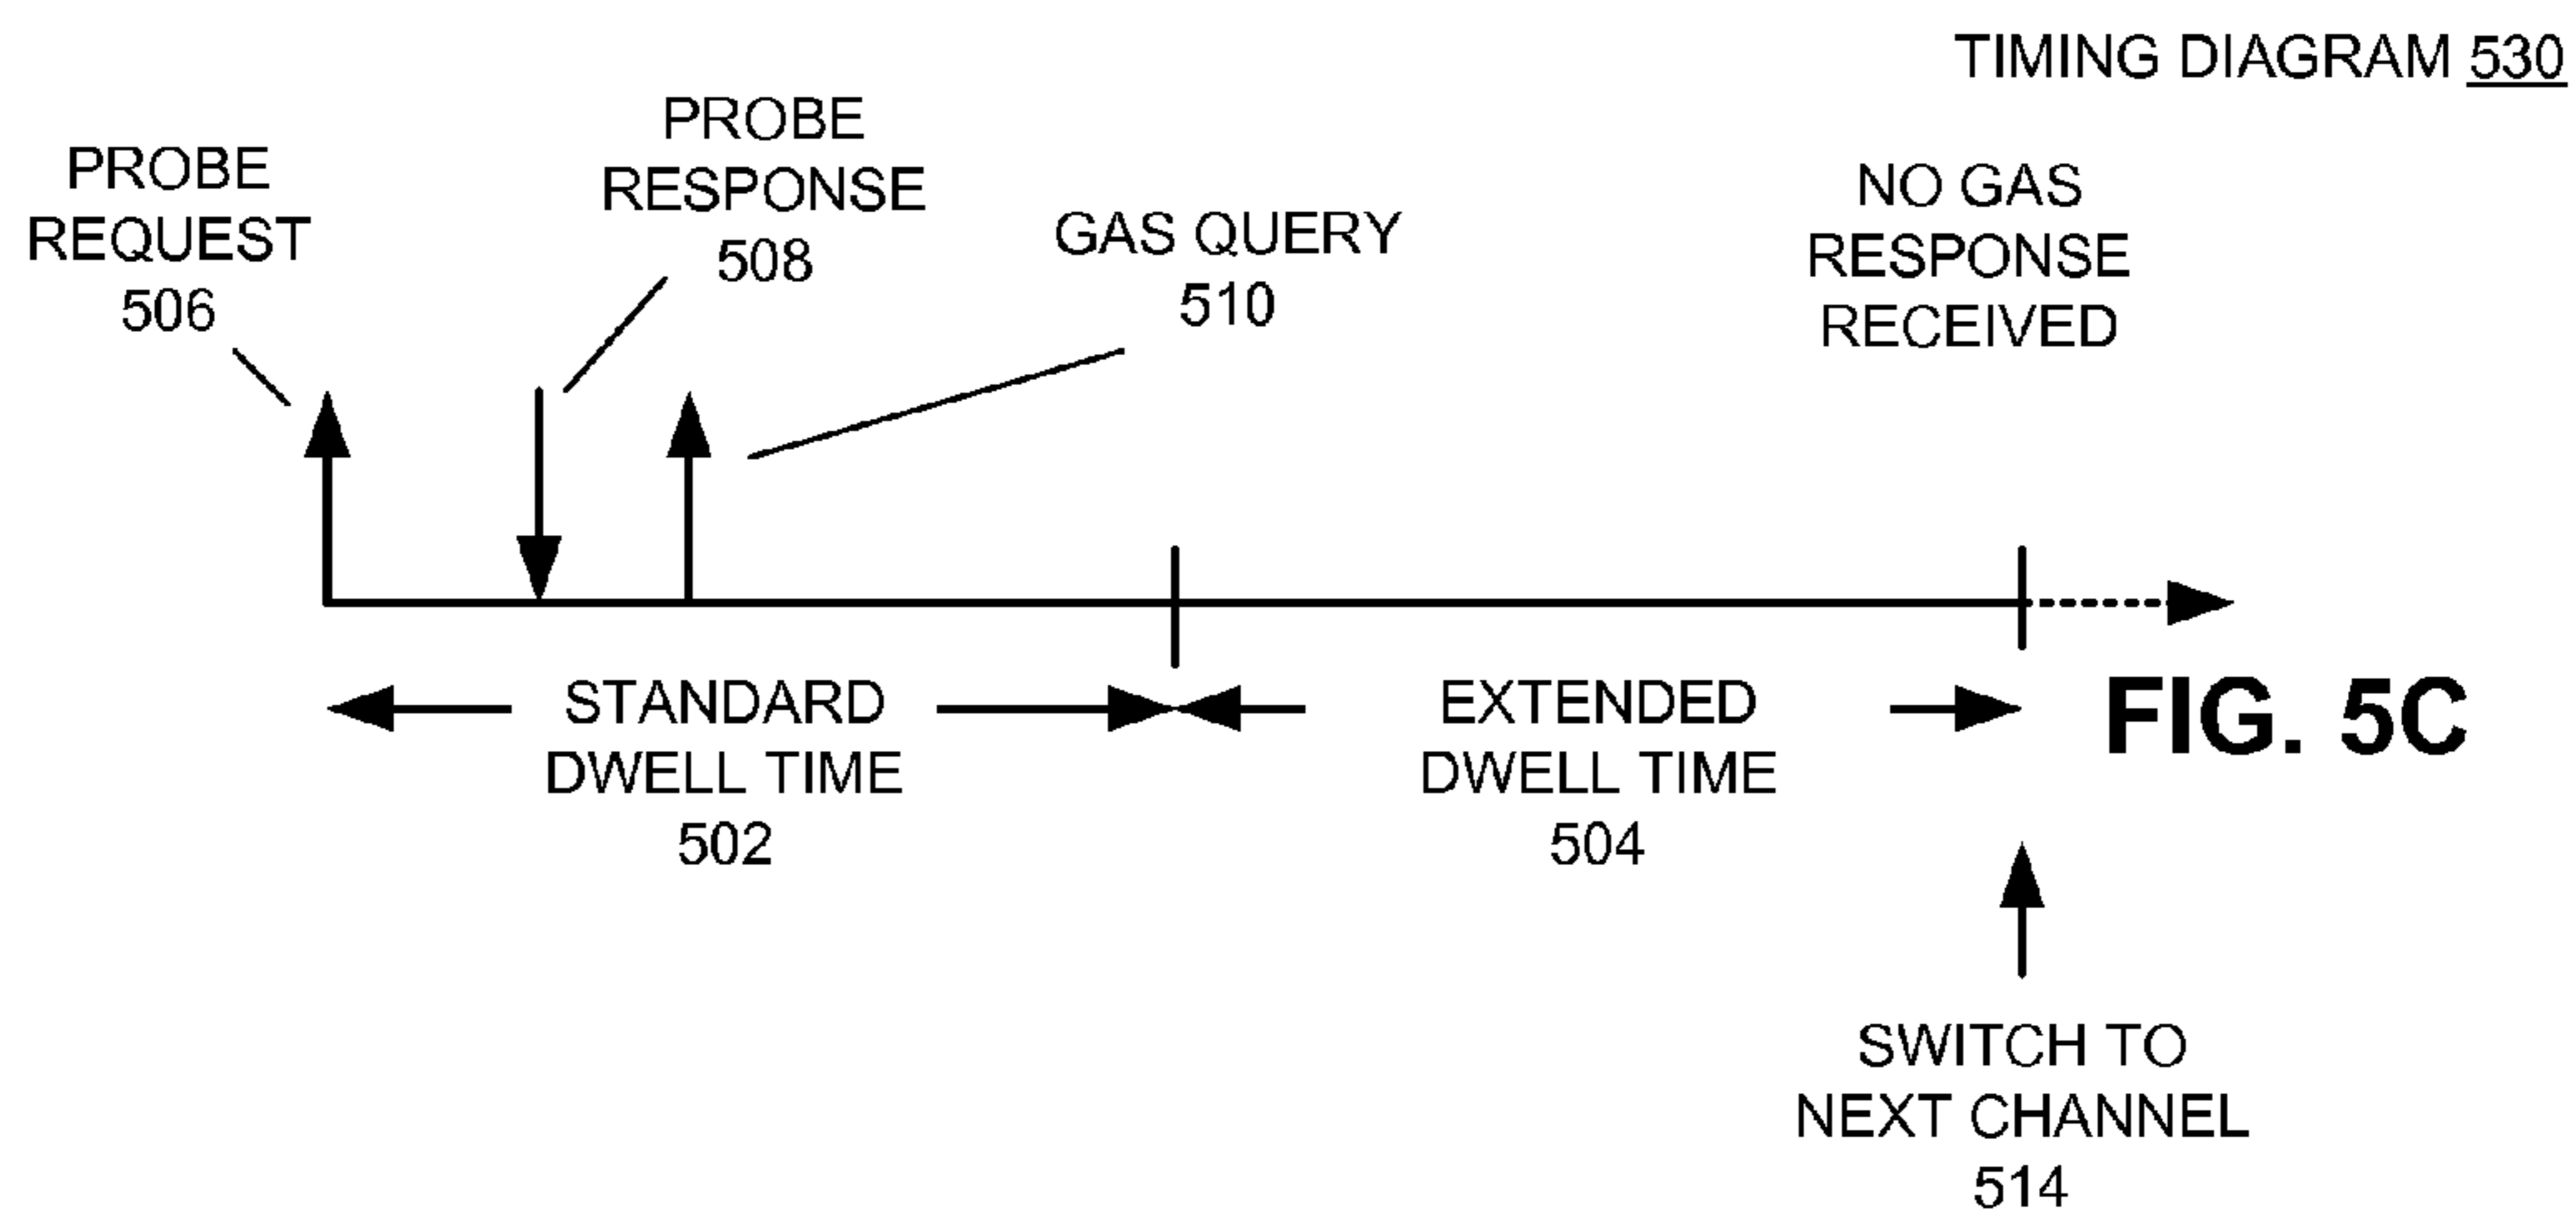 TIMING DIAGRAM 530
PROBE
REQUEST
506
PROBE
RESPONSE
508
GAS QUERY
510
NO GAS
RESPONSE
RECEIVED
STANDARD
DWELL TIME
502
EXTENDED
DWELL TIME
504
FIG. 5C
SWITCH TO
NEXT CHANNEL
514